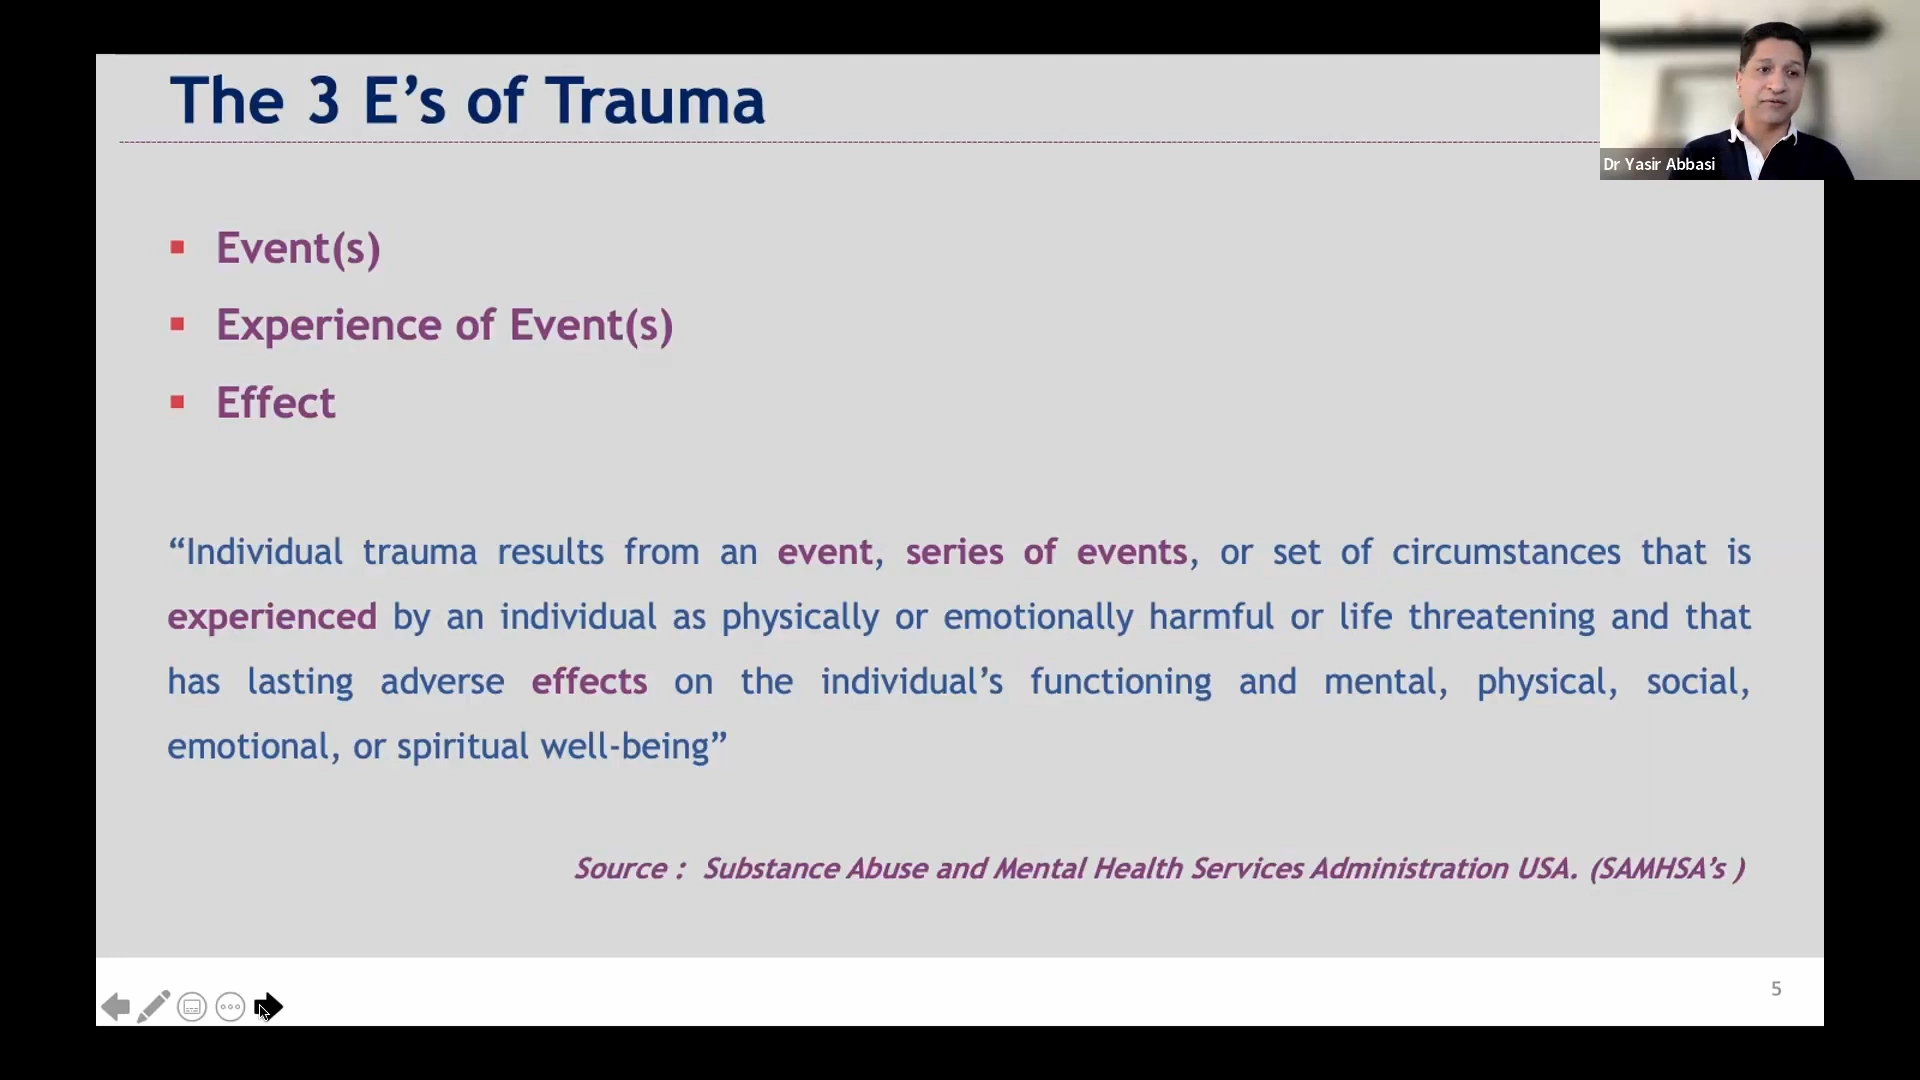 The 3 E’s of Trauma
Dr Yasir Abbasi
▪ Event(s)
▪ Experience of Event(s)
▪ Effect
“Individual trauma results from an event, series of events, or set of circumstances that is
experienced by an individual as physically or emotionally harmful or life threatening and that
has lasting adverse effects on the individual’s functioning and mental, physical, social,
emotional, or spiritual well-being”
Source : Substance Abuse and Mental Health Services Administration USA. (SAMHSA’s )
5